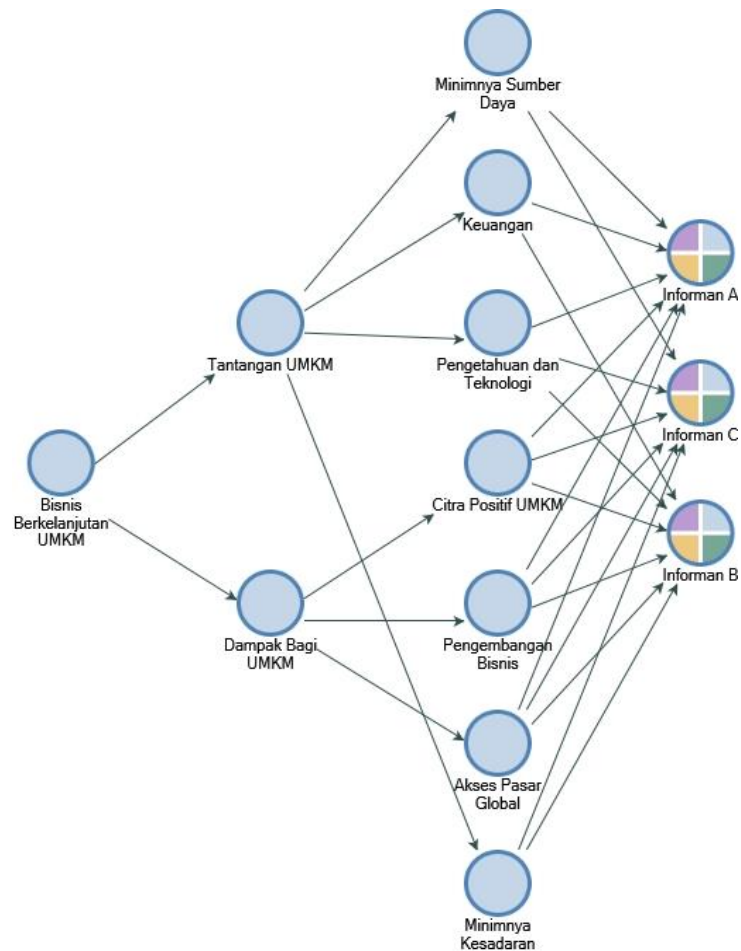 Minimnya Sumber
Daya
Keuangan
Informan A
Tantangan UMKM
Pengetahuan dan
Teknologi
Informan C
Bisnis
Berkelanjutan
UMKM
Citra Positif UMKM
Informan B
Dampak Bagi
UMKM
Pengembangan
Bisnis
Akses Pasar
Global
Minimnya
Kesadaran